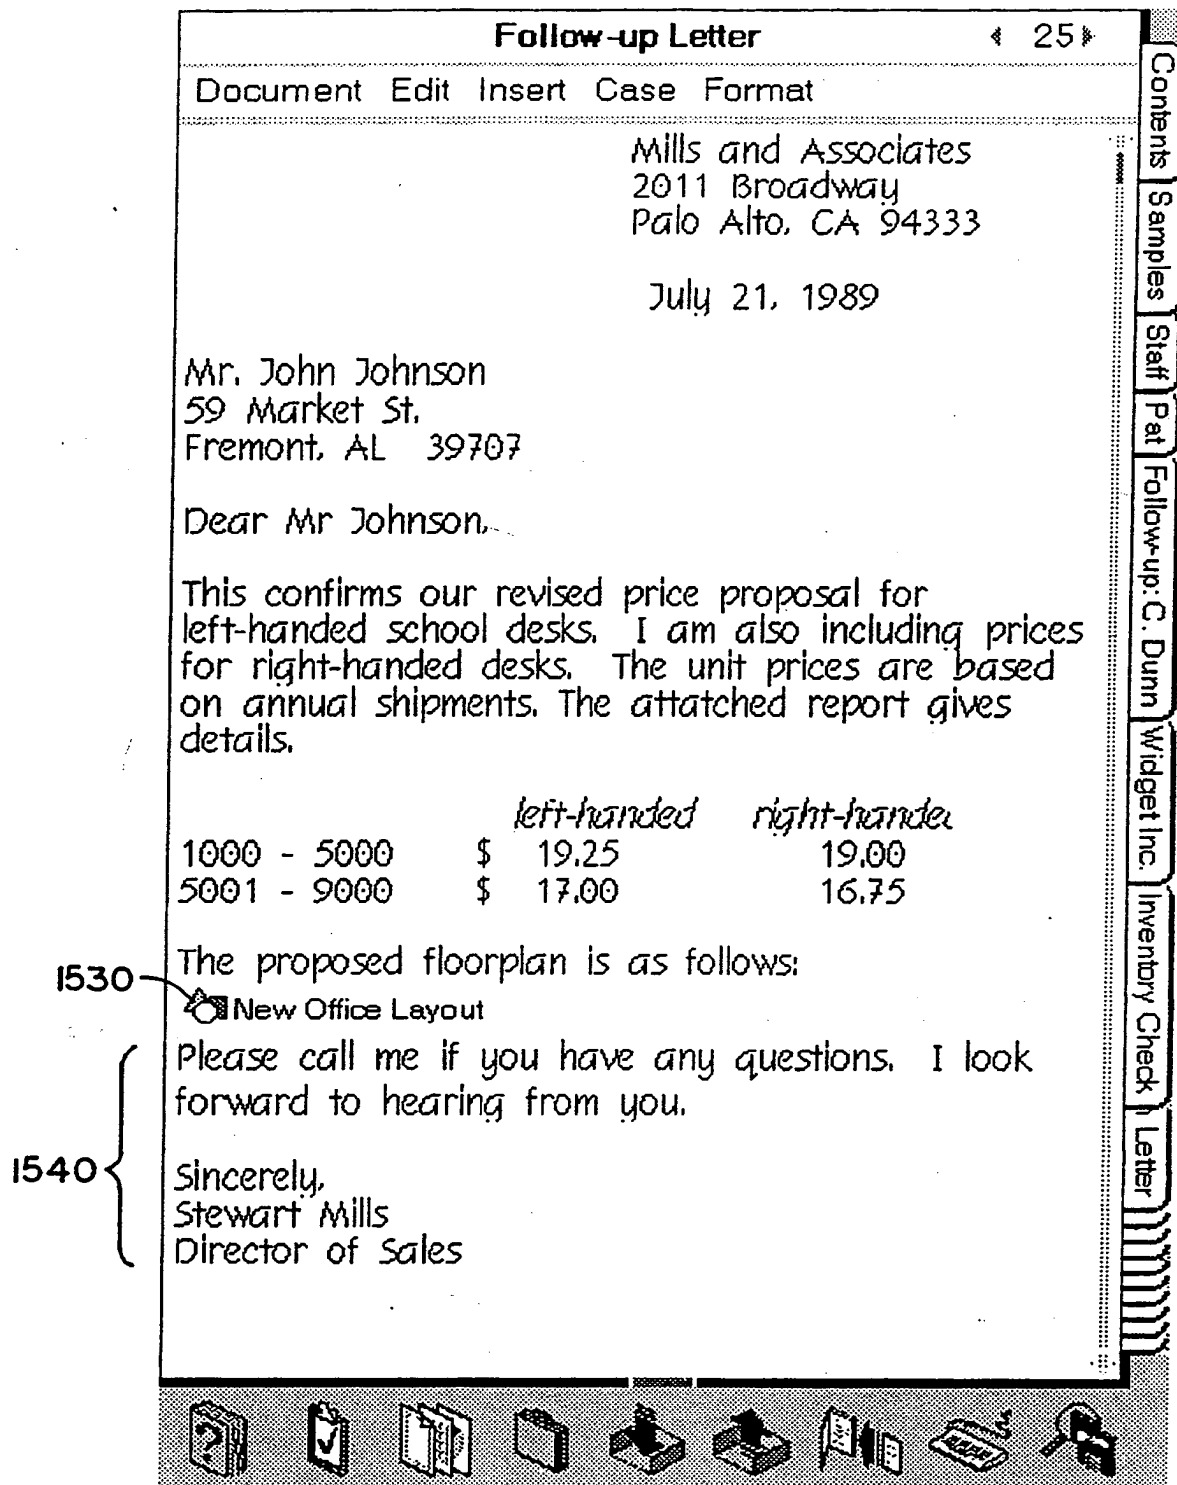 Follow-up Letter 25
Document Edit Insert Case Format
Mills and Associates
2011 Broadway
Palo Alto, CA 94333
July 21, 1989
Mr. John Johnson
59 Market St.
Fremont, AL 39707
Dear Mr Johnson,
This confirms our revised price proposal for
left-handed school desks. I am also including prices
for right-handed desks. The unit prices are based
on annual shipments. The attatched report gives
details.
left-handed right-hande
1000 - 5000 $ 19.25 19.00
5001 - 9000 $ 17.00 16.75
The proposed floorplan is as follows:
1530
New Office Layout
Please call me if you have any questions. I look
forward to hearing from you.
1540
Sincerely,
Stewart Mills
Director of Sales
Contents
Samples
Staff
Pat
Follow-up: C. Dunn
Widget Inc.
Inventory Check
Letter